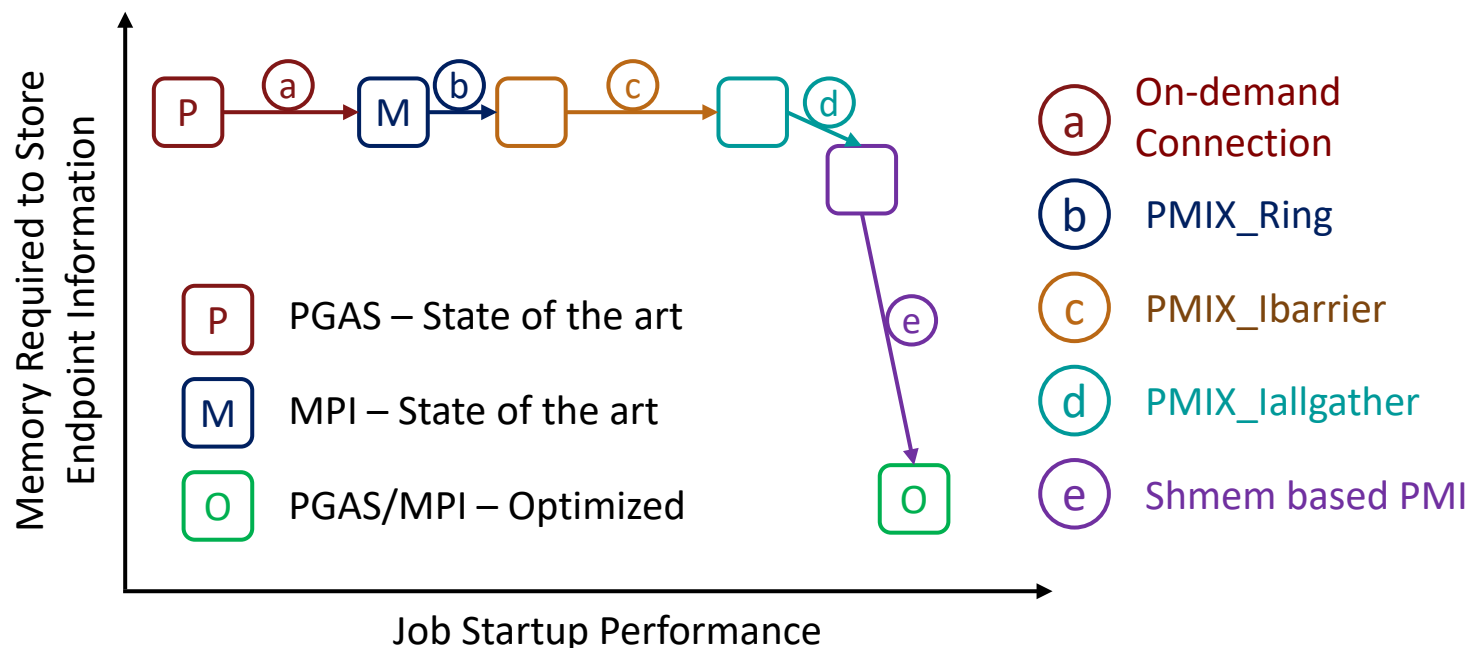 Memory Required to Store
Endpoint Information
P
a
M
b
c
d
e
O
P PGAS – State of the art
M MPI – State of the art
O PGAS/MPI – Optimized
Job Startup Performance
a On-demand
Connection
b PMIX_Ring
c PMIX_Ibarrier
d PMIX_Iallgather
e Shmem based PMI